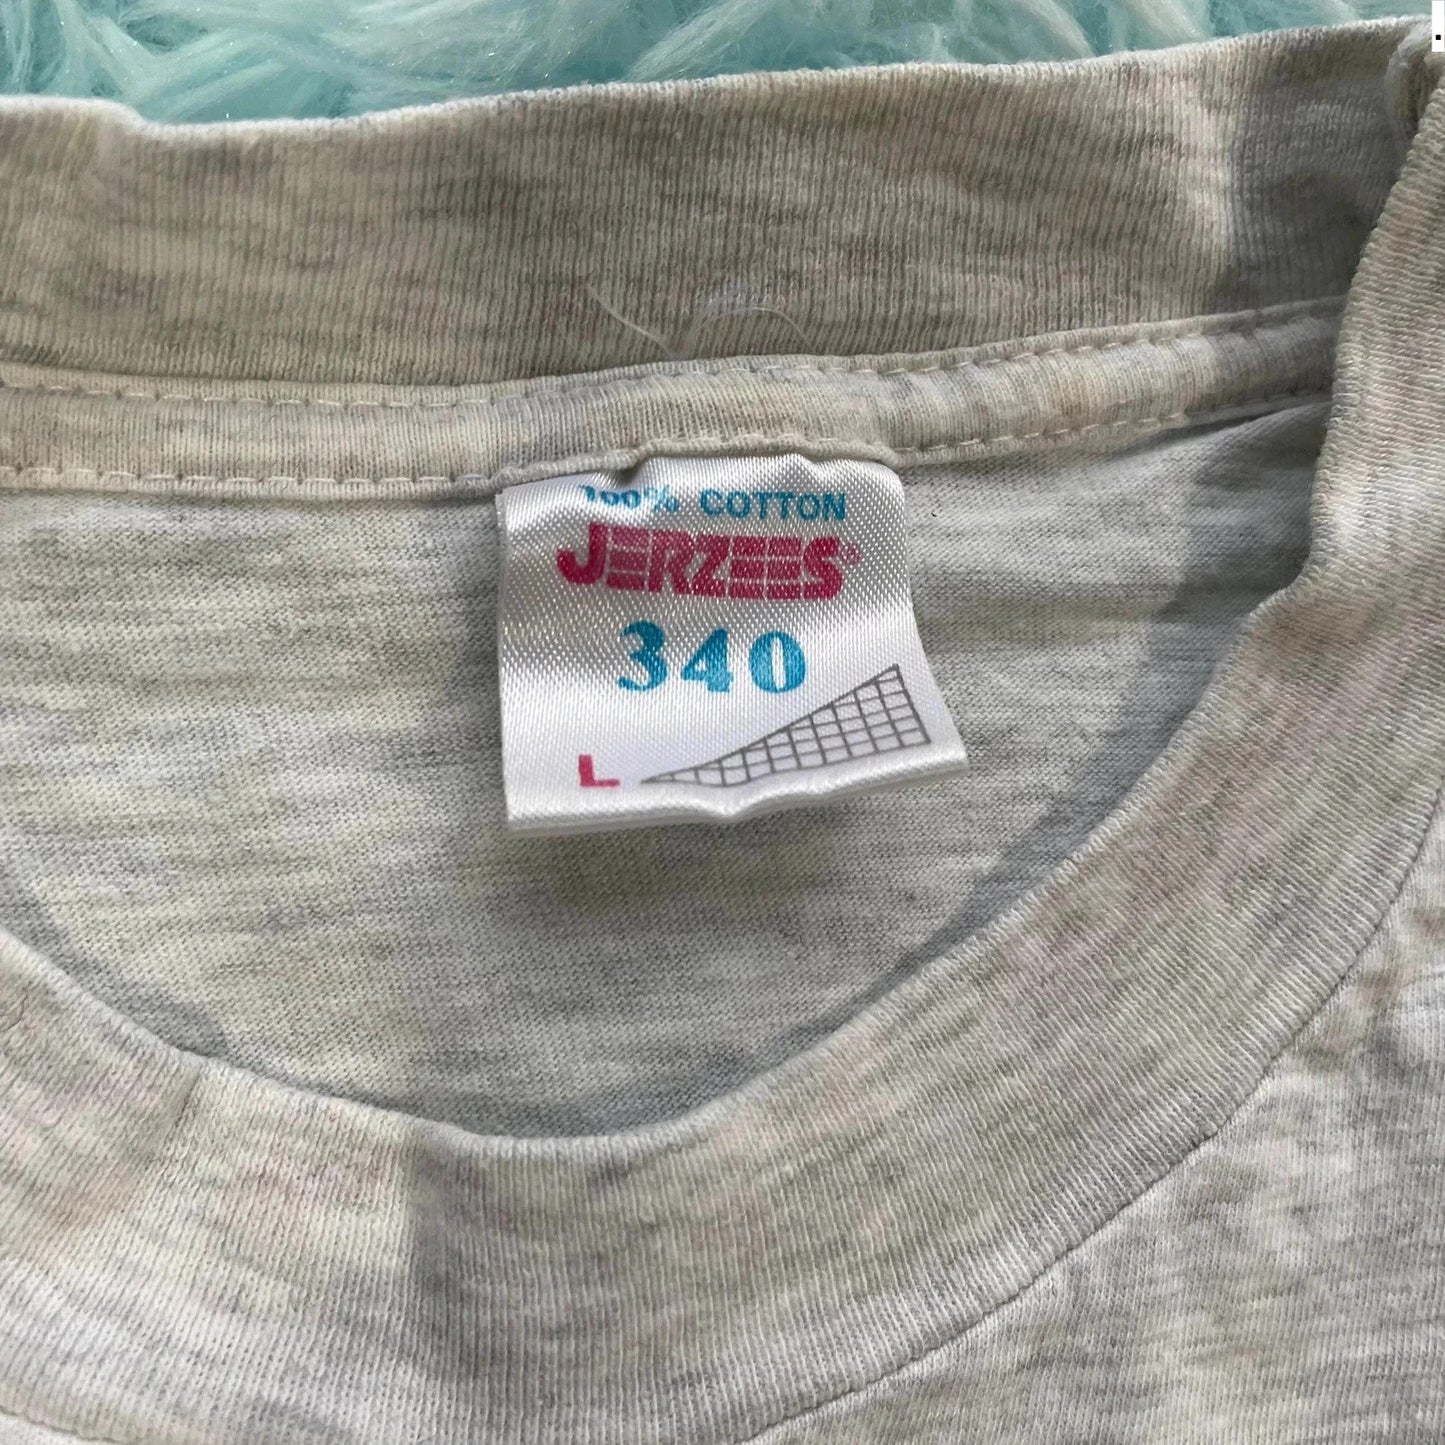 100% COTTON
JERZEES®
340
L
.